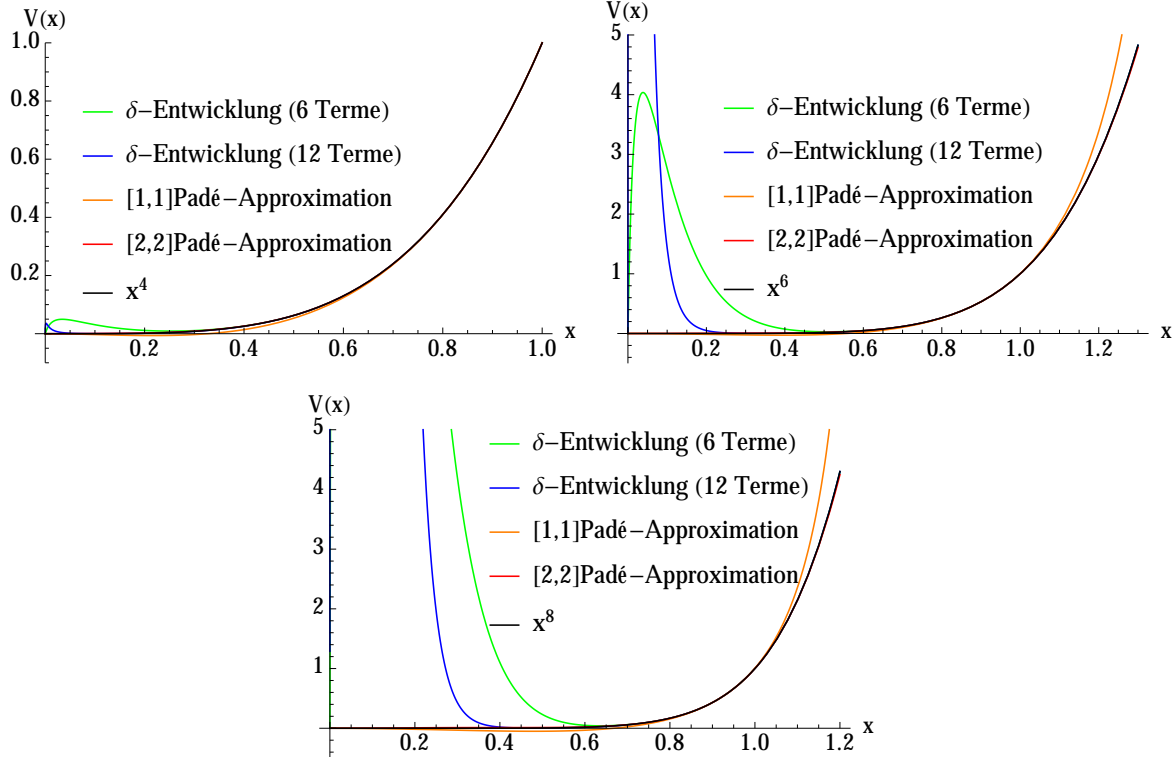 V(x)
1.0
0.8
0.6
0.4
0.2
δ−Entwicklung (6 Terme)
δ−Entwicklung (12 Terme)
[1,1]Padé−Approximation
[2,2]Padé−Approximation
x⁴
0.2 0.4 0.6 0.8 1.0
x
V(x)
5
4
3
2
1
δ−Entwicklung (6 Terme)
δ−Entwicklung (12 Terme)
[1,1]Padé−Approximation
[2,2]Padé−Approximation
x⁶
0.2 0.4 0.6 0.8 1.0 1.2
x
V(x)
5
4
3
2
1
δ−Entwicklung (6 Terme)
δ−Entwicklung (12 Terme)
[1,1]Padé−Approximation
[2,2]Padé−Approximation
x⁸
0.2 0.4 0.6 0.8 1.0 1.2
x